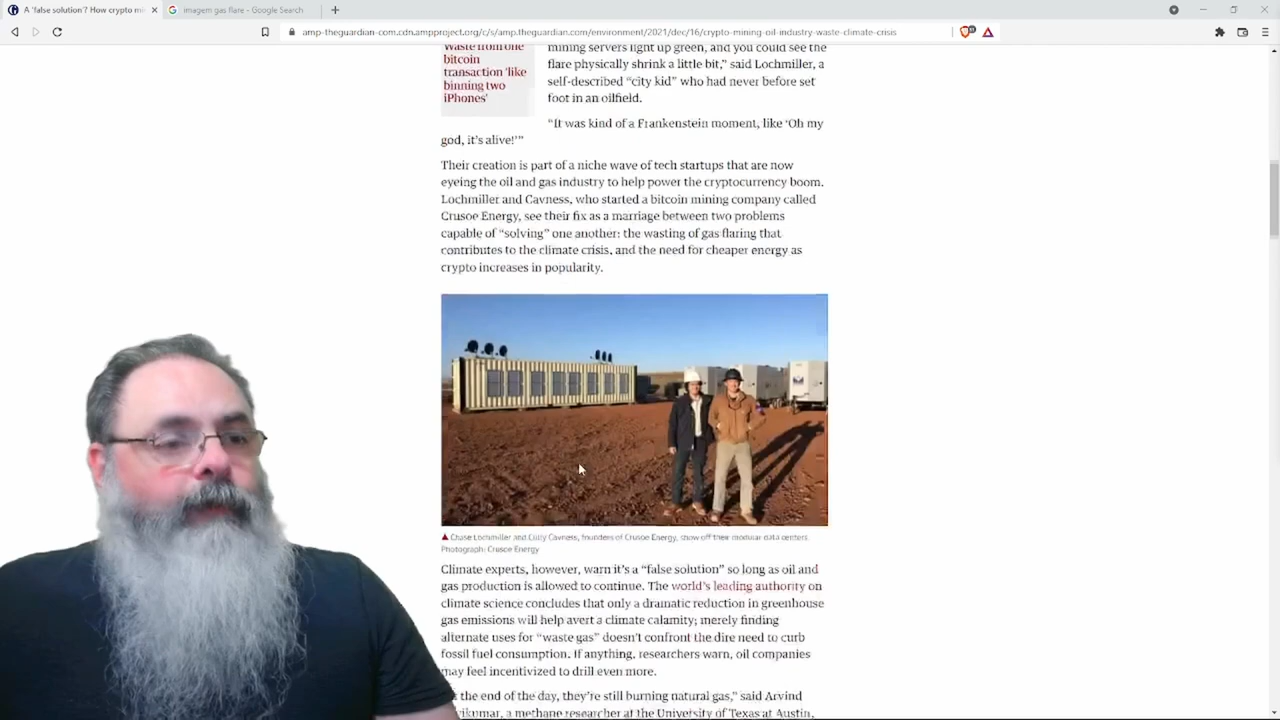 A 'false solution'? How crypto mi
imagem gas flare - Google Search
amp-theguardian-com.cdn.ampproject.org/c/s/amp.theguardian.com/environment/2021/dec/16/crypto-mining-oil-industry-waste-climate-crisis
waste from one
bitcoin
transaction 'like
binning two
iPhones'
mining servers light up green, and you could see the
flare physically shrink a little bit,” said Lochmiller, a
self-described “city kid” who had never before set
foot in an oilfield.
“It was kind of a Frankenstein moment, like ‘Oh my
god, it’s alive!’”
Their creation is part of a niche wave of tech startups that are now
eyeing the oil and gas industry to help power the cryptocurrency boom.
Lochmiller and Cavness, who started a bitcoin mining company called
Crusoe Energy, see their fix as a marriage between two problems
capable of “solving” one another: the wasting of gas flaring that
contributes to the climate crisis, and the need for cheaper energy as
crypto increases in popularity.
Chase Lochmiller and Cully Cavness, founders of Crusoe Energy, show off their modular data centers.
Photograph: Crusoe Energy
Climate experts, however, warn it’s a “false solution” so long as oil and
gas production is allowed to continue. The world’s leading authority on
climate science concludes that only a dramatic reduction in greenhouse
gas emissions will help avert a climate calamity; merely finding
alternate uses for “waste gas” doesn’t confront the dire need to curb
fossil fuel consumption. If anything, researchers warn, oil companies
may feel incentivized to drill even more.
the end of the day, they’re still burning natural gas,” said Arvind
a methane researcher at the University of Texas at Austin,